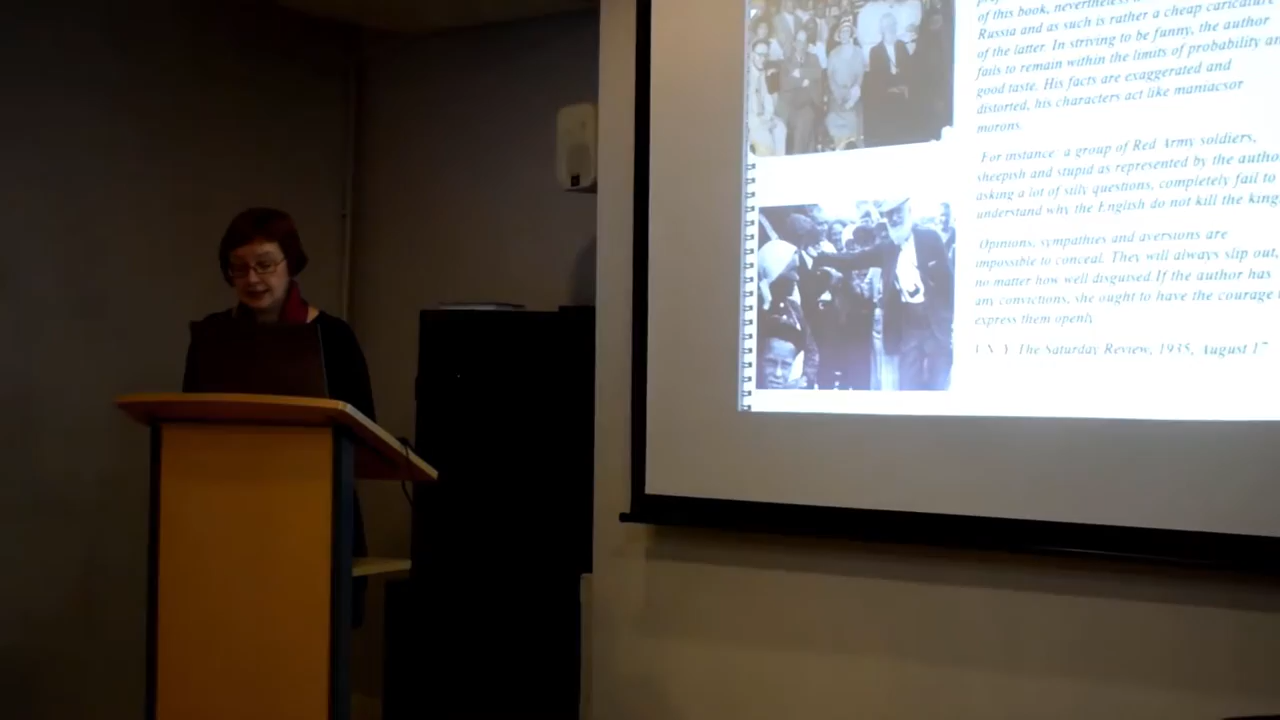 of this book, nevertheless
Russia and as such is rather a cheap caricature
of the latter. In striving to be funny, the author
fails to remain within the limits of probability an
good taste. His facts are exaggerated and
distorted, his characters act like maniacsor
morons.
For instance a group of Red Army soldiers,
sheepish and stupid as represented by the autho
asking a lot of silly questions, completely fail to
understand why the English do not kill the king.
Opinions, sympathies and aversions are
impossible to conceal. They will always slip out,
no matter how well disguised.If the author has
any convictions, she ought to have the courage t
express them openly
The Saturday Review, 1935, August 17